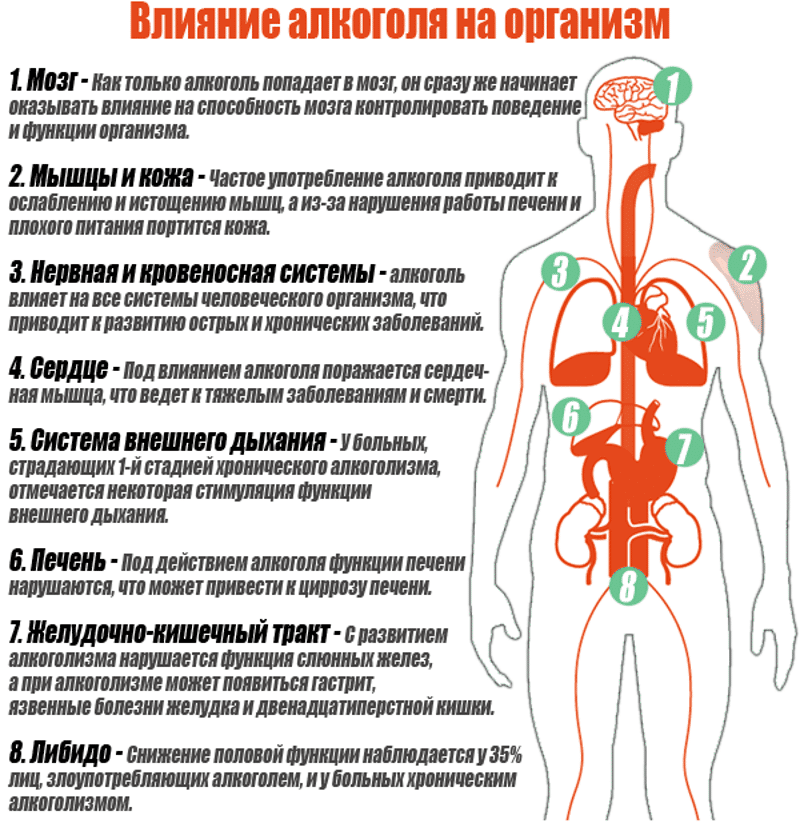 Влияние алкоголя на организм
1. Мозг - Как только алкоголь попадает в мозг, он сразу же начинает
оказывать влияние на способность мозга контролировать поведение
и функции организма.
2. Мышцы и кожа - Частое употребление алкоголя приводит к
ослаблению и истощению мышц, а из-за нарушения работы печени и
плохого питания портится кожа.
3. Нервная и кровеносная системы - алкоголь
влияет на все системы человеческого организма, что
приводит к развитию острых и хронических заболеваний.
4. Сердце - Под влиянием алкоголя поражается сердеч-
ная мышца, что ведет к тяжелым заболеваниям и смерти.
5. Система внешнего дыхания - У больных,
страдающих 1-й стадией хронического алкоголизма,
отмечается некоторая стимуляция функции
внешнего дыхания.
6. Печень - Под действием алкоголя функции печени
нарушаются, что может привести к циррозу печени.
7. Желудочно-кишечный тракт - С развитием
алкоголизма нарушается функция слюнных желез,
а при алкоголизме может появиться гастрит,
язвенные болезни желудка и двенадцатиперстной кишки.
8. Либидо - Снижение половой функции наблюдается у 35%
лиц, злоупотребляющих алкоголем, и у больных хроническим
алкоголизмом.
1
2
3
4
5
6
7
8